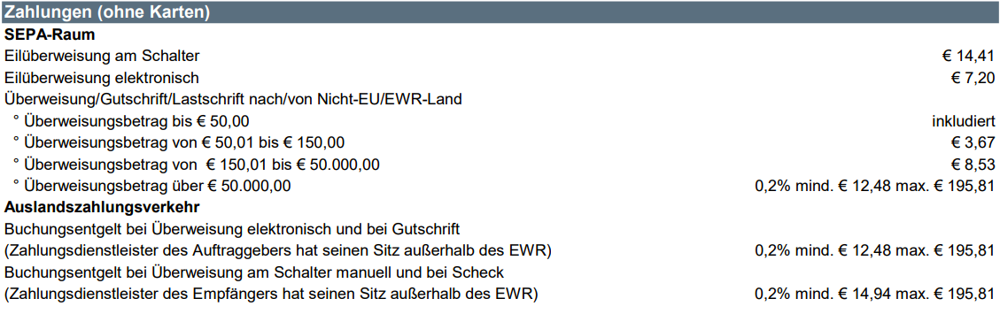 Zahlungen (ohne Karten)
SEPA-Raum
Eilüberweisung am Schalter € 14,41
Eilüberweisung elektronisch € 7,20
Überweisung/Gutschrift/Lastschrift nach/von Nicht-EU/EWR-Land
° Überweisungsbetrag bis € 50,00 inkludiert
° Überweisungsbetrag von € 50,01 bis € 150,00 € 3,67
° Überweisungsbetrag von € 150,01 bis € 50.000,00 € 8,53
° Überweisungsbetrag über € 50.000,00 0,2% mind. € 12,48 max. € 195,81
Auslandszahlungsverkehr
Buchungsentgelt bei Überweisung elektronisch und bei Gutschrift
(Zahlungsdienstleister des Auftraggebers hat seinen Sitz außerhalb des EWR) 0,2% mind. € 12,48 max. € 195,81
Buchungsentgelt bei Überweisung am Schalter manuell und bei Scheck
(Zahlungsdienstleister des Empfängers hat seinen Sitz außerhalb des EWR) 0,2% mind. € 14,94 max. € 195,81